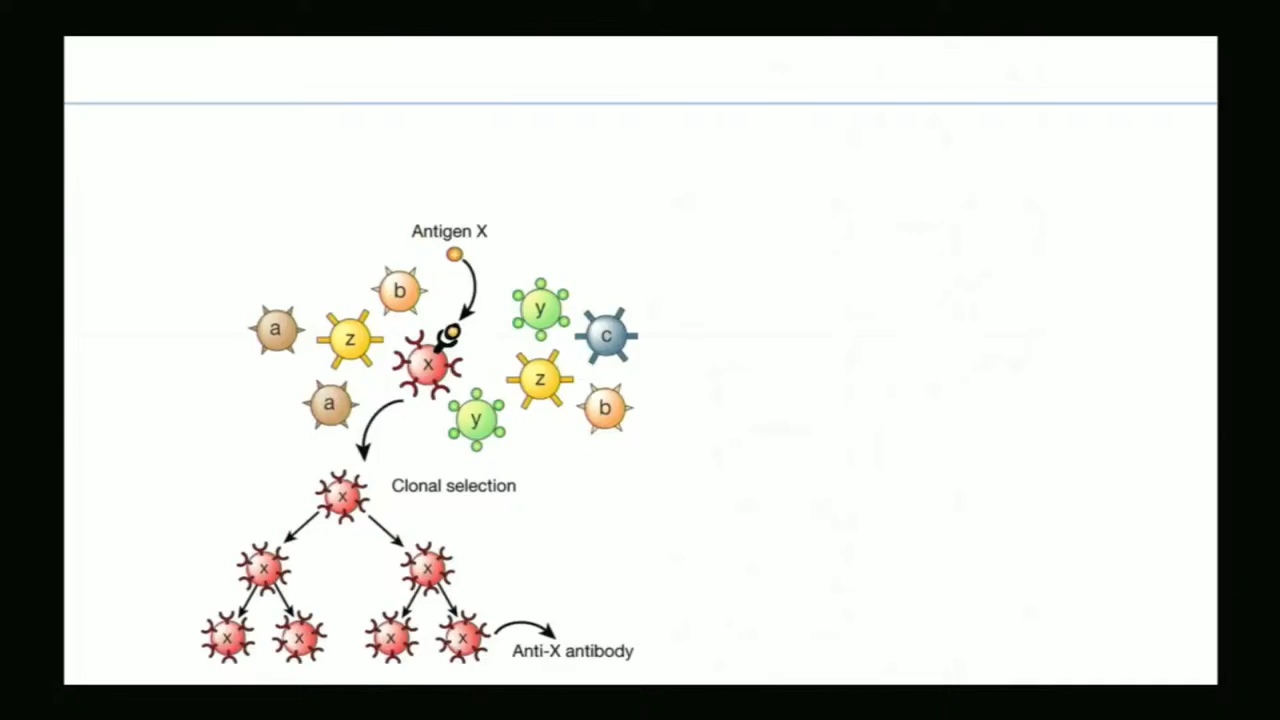 Antigen X
b
y
a
z
c
x
z
a
b
y
Clonal selection
x
x
x
x
x
x
x
Anti-X antibody